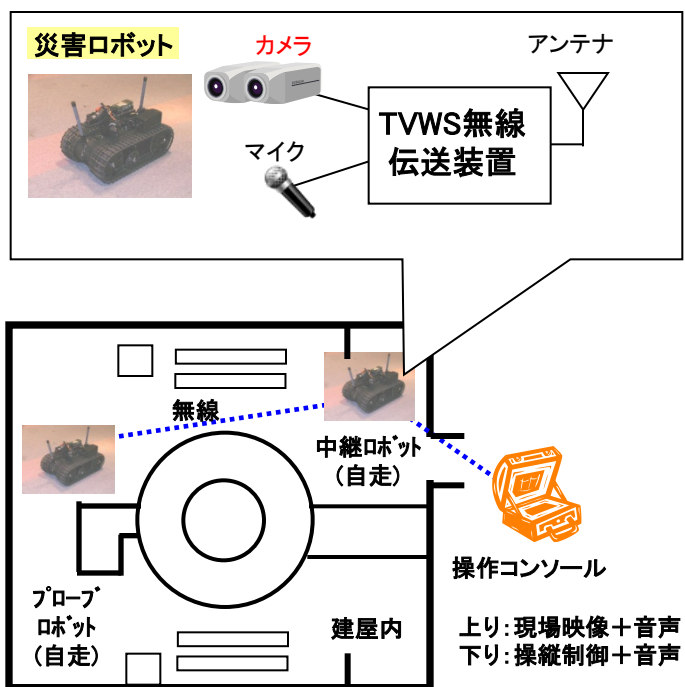 災害ロボット
カメラ
アンテナ
マイク
TVWS無線
伝送装置
無線
中継ロボット
(自走)
操作コンソール
プローブ
ロボット
(自走)
建屋内
上り:現場映像+音声
下り:操縦制御+音声